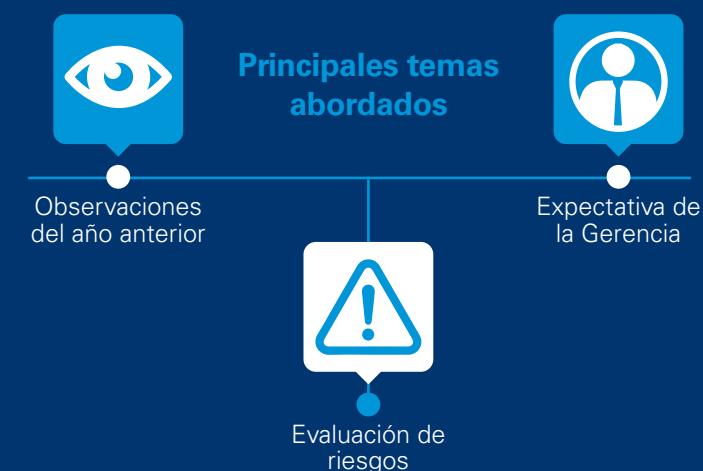 Principales temas
abordados
Observaciones
del año anterior
Expectativa de
la Gerencia
Evaluación de
riesgos